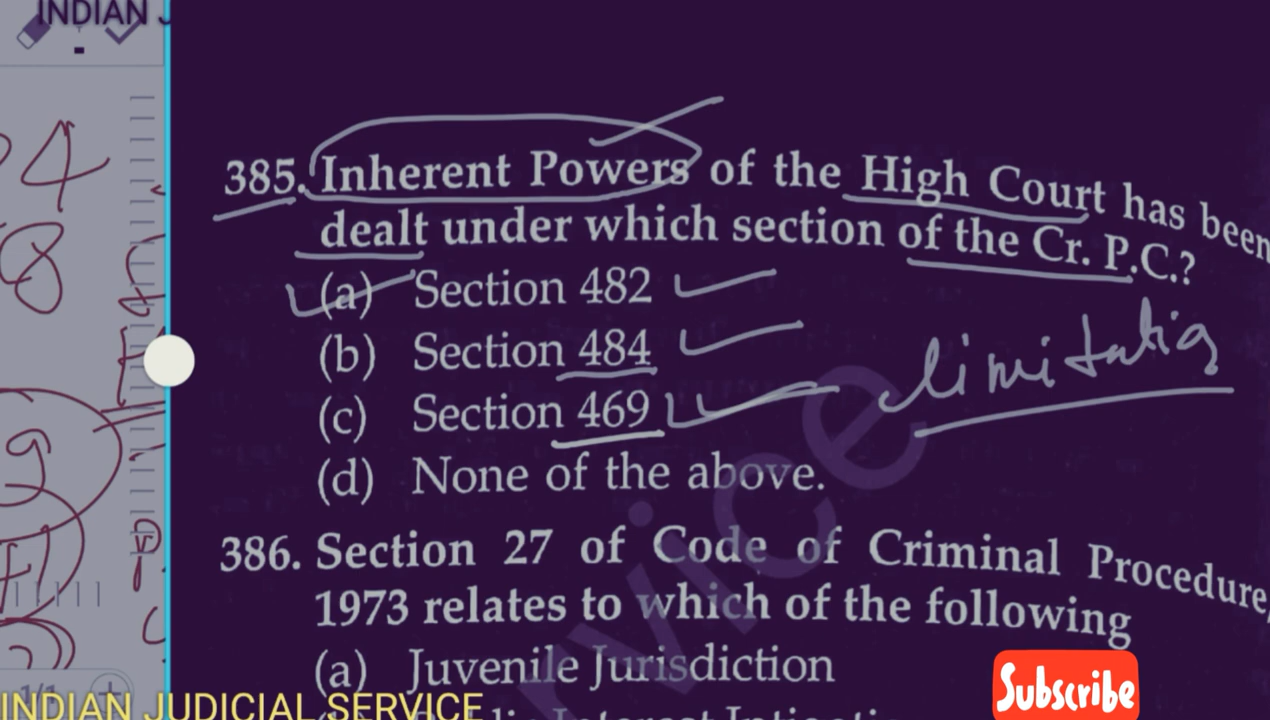 INDIAN J
385. Inherent Powers of the High Court has been
dealt under which section of the Cr. P.C.?
(a) Section 482
(b) Section 484
(c) Section 469
(d) None of the above.
limitatio
386. Section 27 of Code of Criminal Procedure,
1973 relates to which of the following
(a) Juvenile Jurisdiction
Subscribe
INDIAN JUDICIAL SERVICE